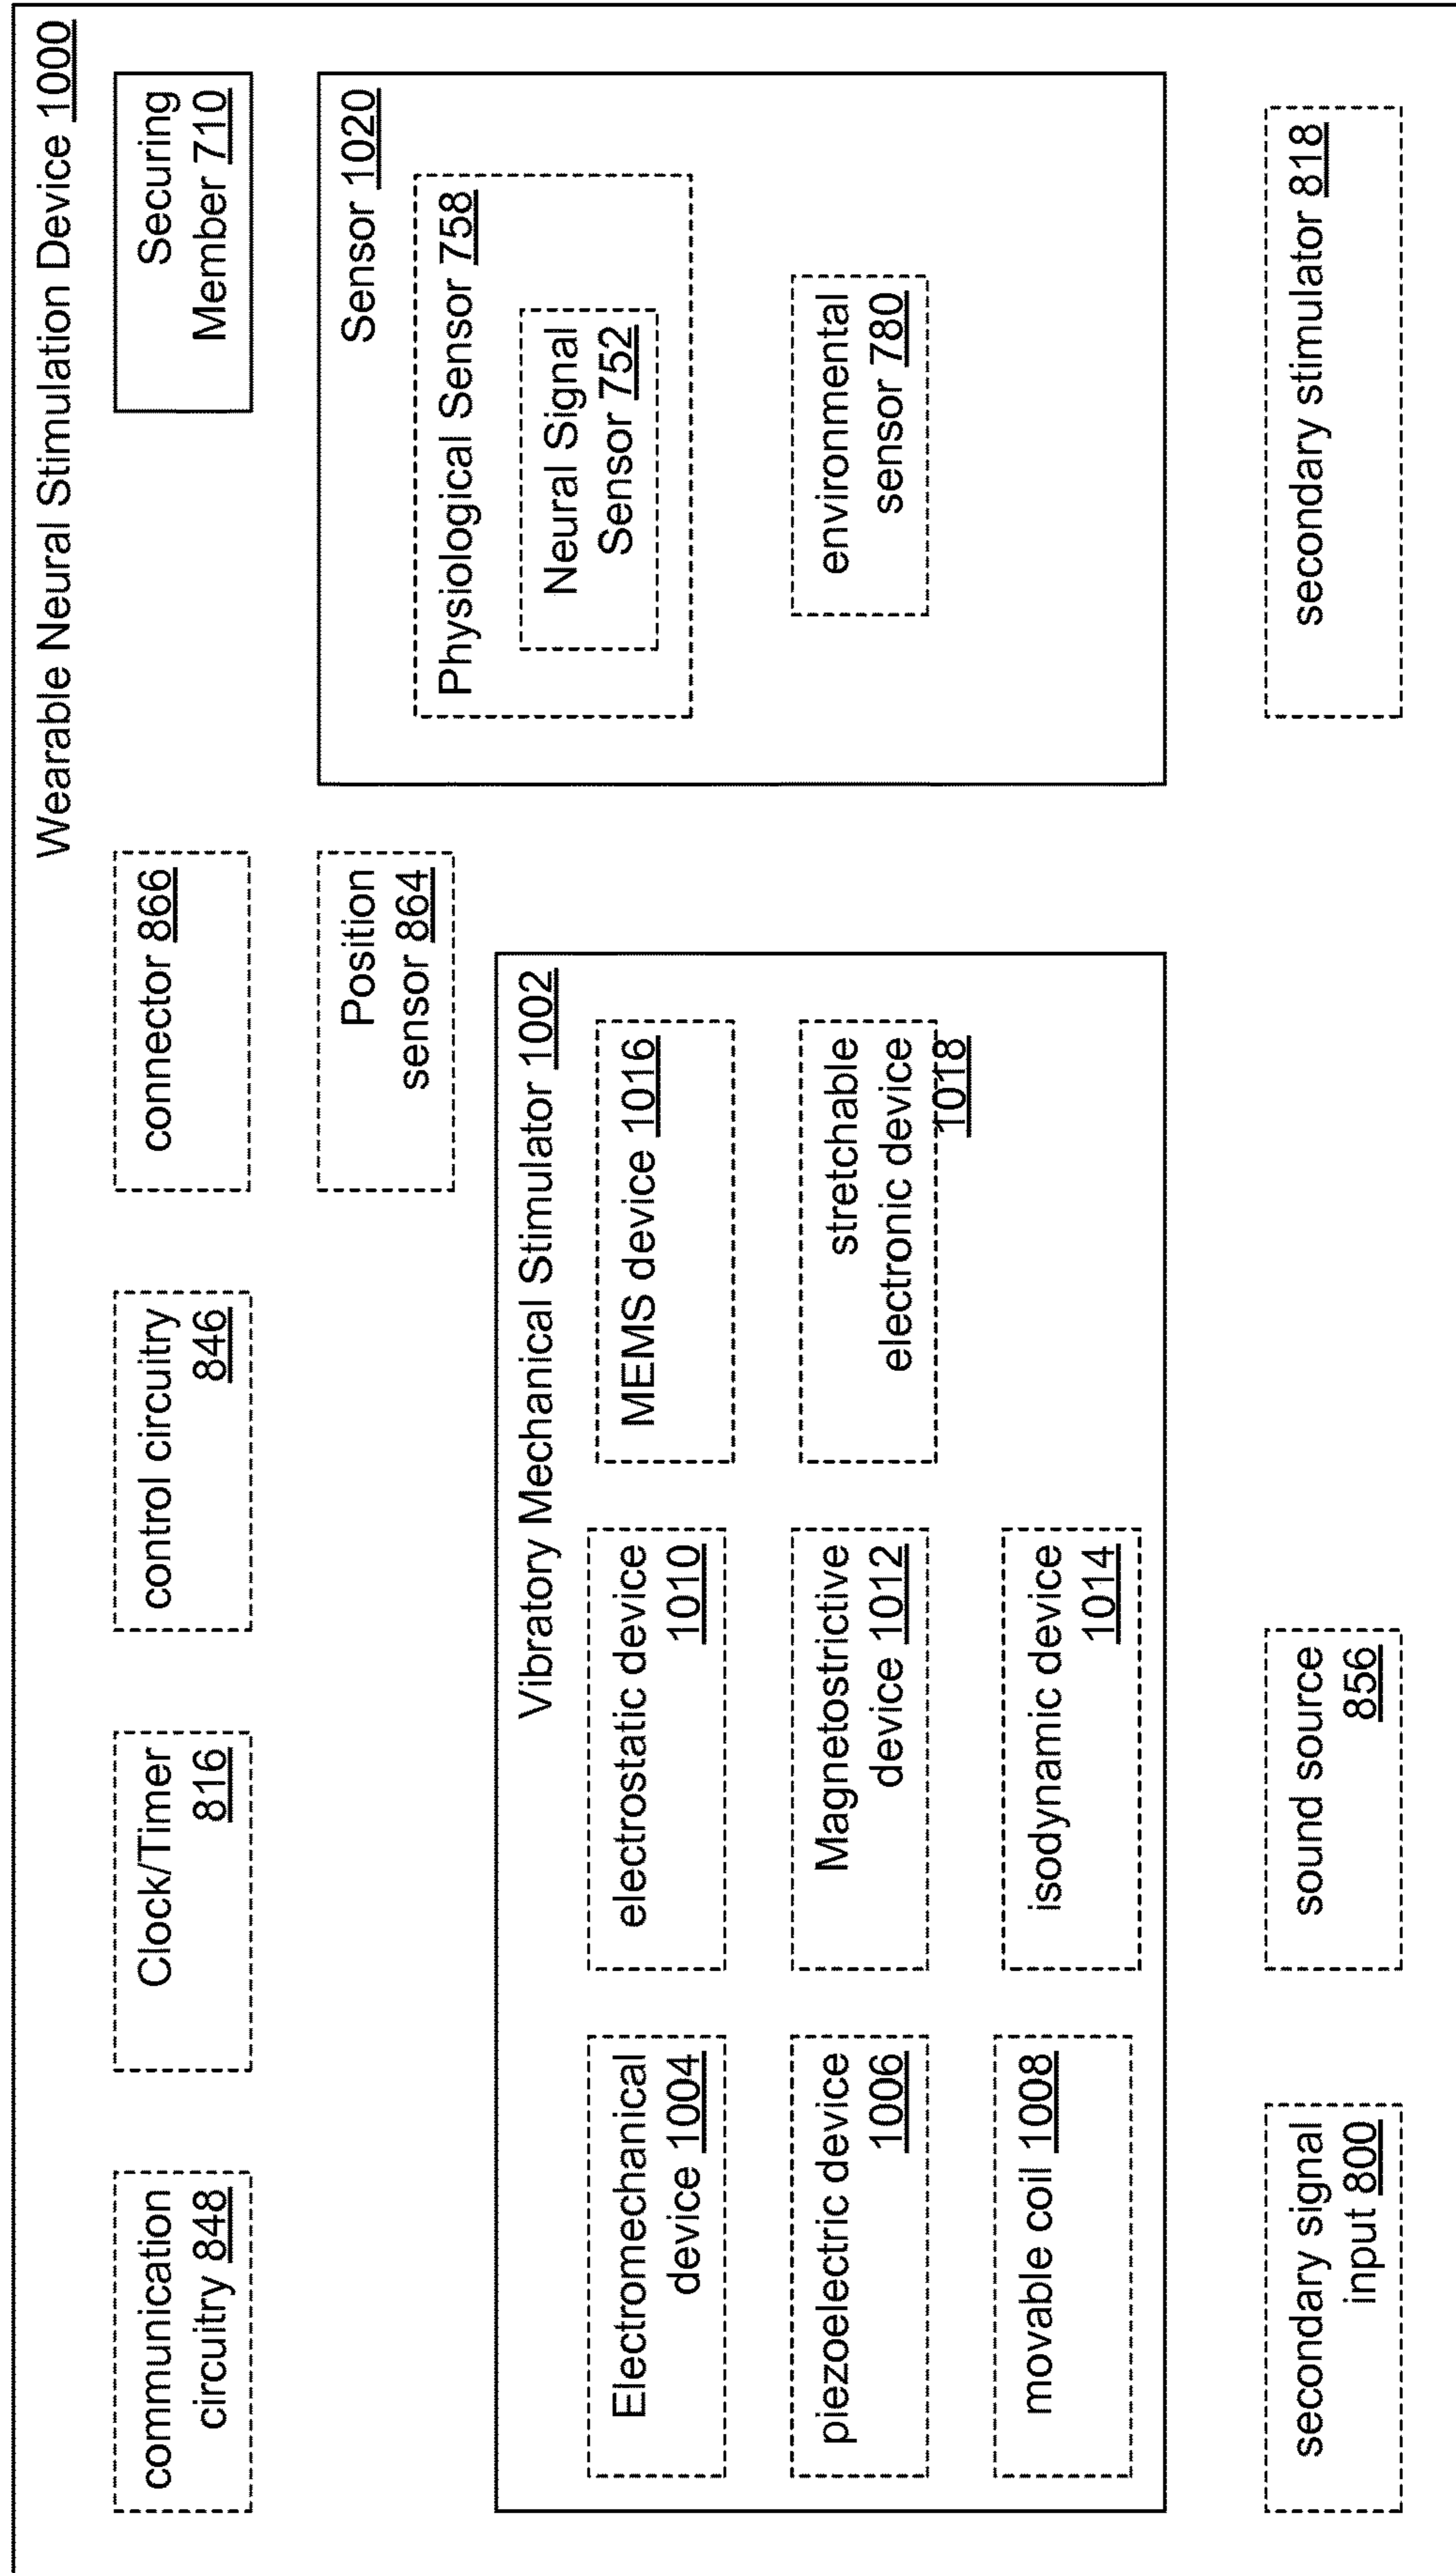 Wearable Neural Stimulation Device 1000
communication
circuitry 848
Clock/Timer
816
control circuitry
846
connector 866
Securing
Member 710
Position
sensor 864
Sensor 1020
Physiological Sensor 758
Neural Signal
Sensor 752
environmental
sensor 780
Vibratory Mechanical Stimulator 1002
Electromechanical
device 1004
electrostatic device
1010
MEMS device 1016
piezoelectric device
1006
Magnetostrictive
device 1012
stretchable
electronic device
1018
movable coil 1008
isodynamic device
1014
secondary signal
input 800
sound source
856
secondary stimulator 818